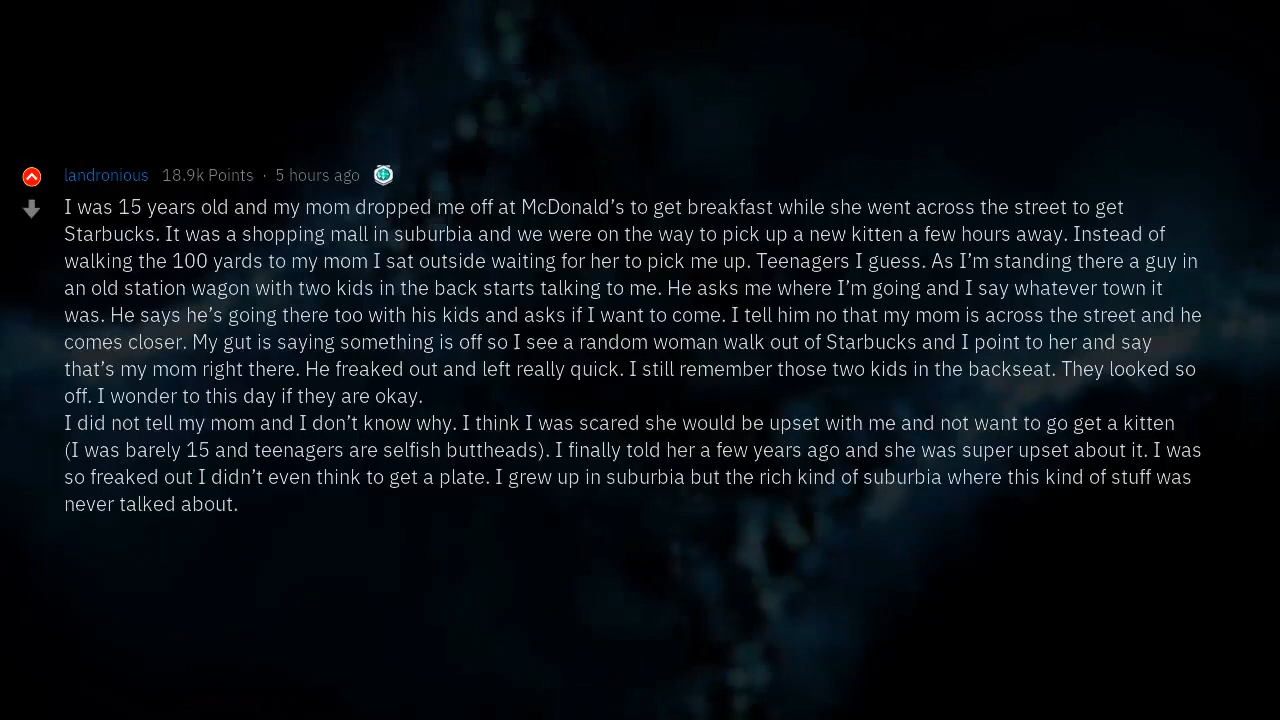 landronious 18.9k Points · 5 hours ago
I was 15 years old and my mom dropped me off at McDonald’s to get breakfast while she went across the street to get
Starbucks. It was a shopping mall in suburbia and we were on the way to pick up a new kitten a few hours away. Instead of
walking the 100 yards to my mom I sat outside waiting for her to pick me up. Teenagers I guess. As I’m standing there a guy in
an old station wagon with two kids in the back starts talking to me. He asks me where I’m going and I say whatever town it
was. He says he’s going there too with his kids and asks if I want to come. I tell him no that my mom is across the street and he
comes closer. My gut is saying something is off so I see a random woman walk out of Starbucks and I point to her and say
that’s my mom right there. He freaked out and left really quick. I still remember those two kids in the backseat. They looked so
off. I wonder to this day if they are okay.
I did not tell my mom and I don’t know why. I think I was scared she would be upset with me and not want to go get a kitten
(I was barely 15 and teenagers are selfish buttheads). I finally told her a few years ago and she was super upset about it. I was
so freaked out I didn’t even think to get a plate. I grew up in suburbia but the rich kind of suburbia where this kind of stuff was
never talked about.